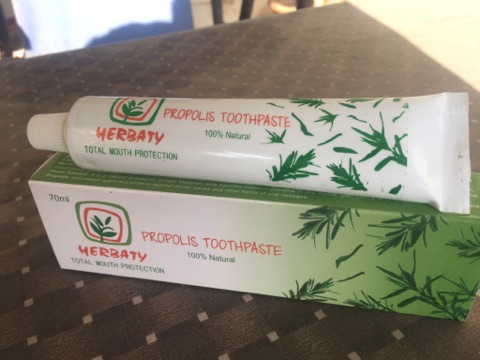 HERBATY
PROPOLIS TOOTHPASTE
100% Natural
TOTAL MOUTH PROTECTION
70ml
HERBATY
PROPOLIS TOOTHPASTE
100% Natural
TOTAL MOUTH PROTECTION